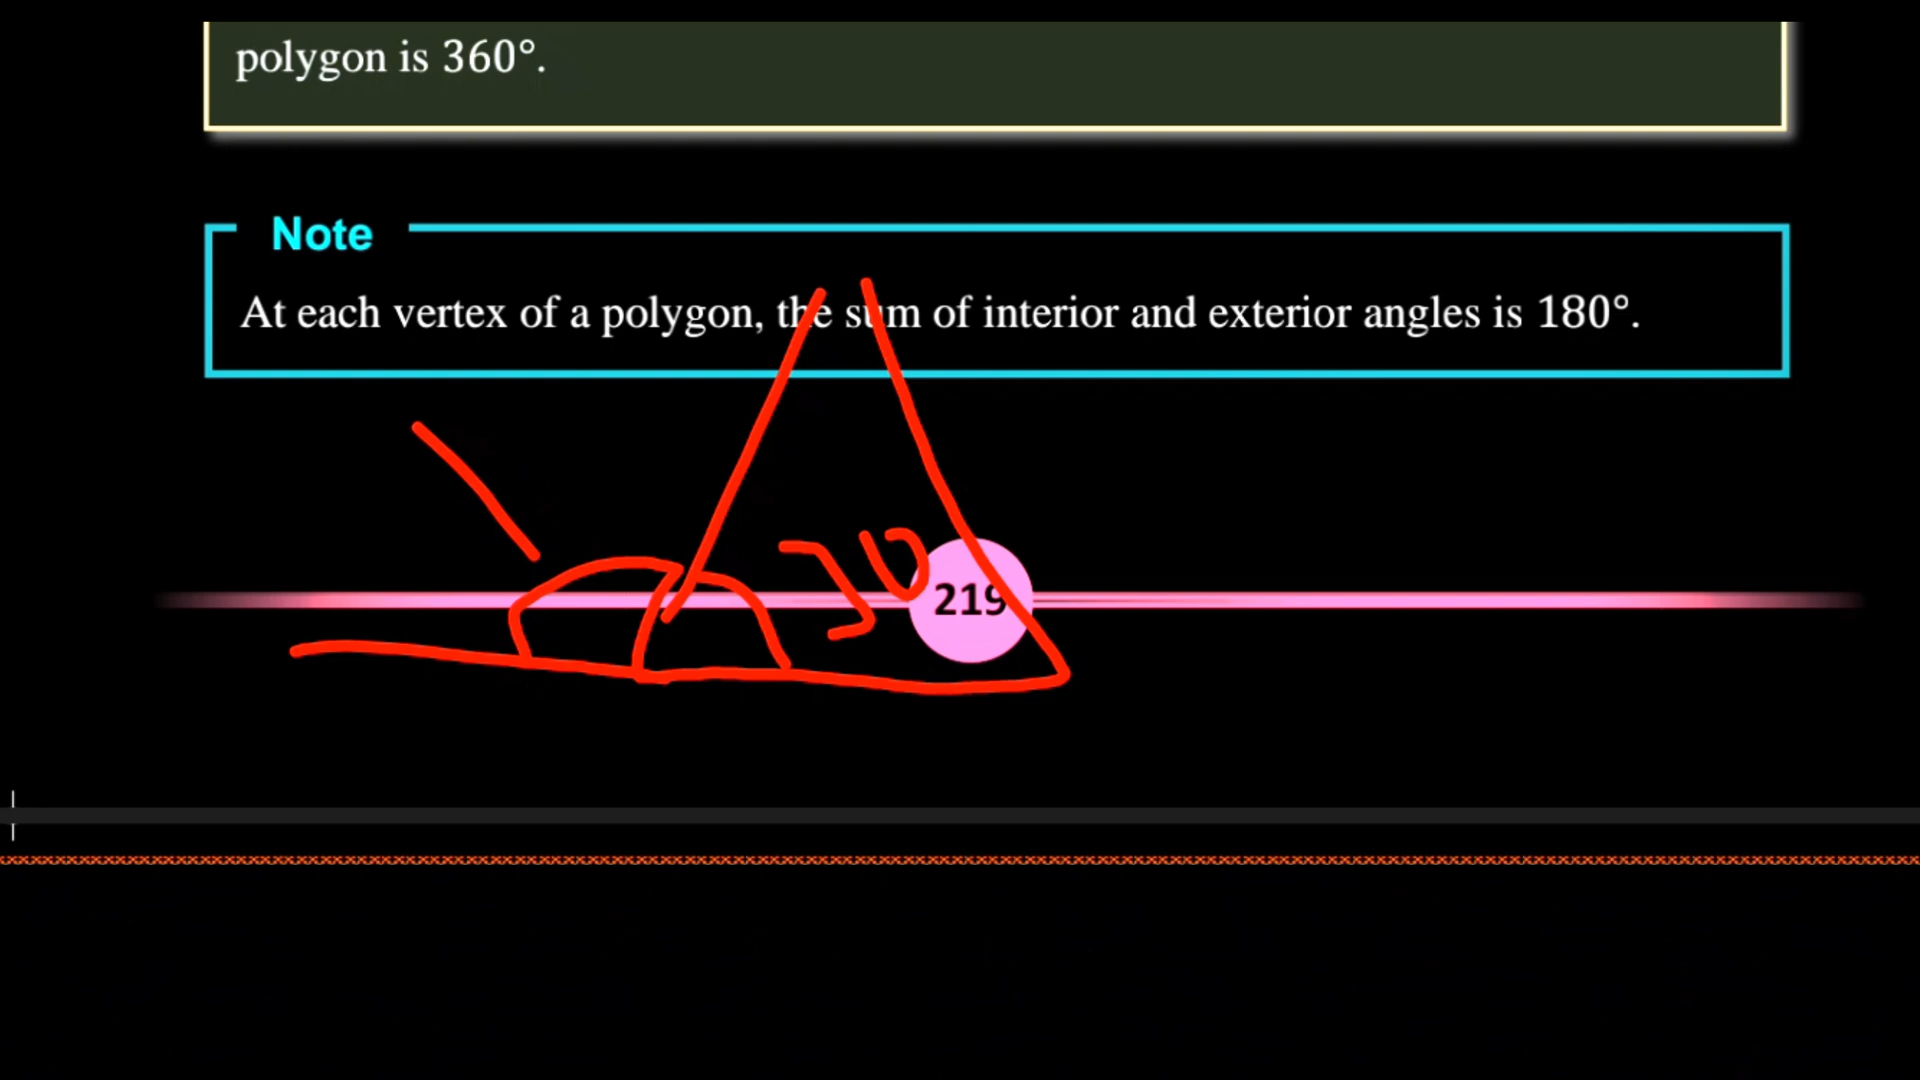 polygon is 360°.
Note
At each vertex of a polygon, the sum of interior and exterior angles is 180°.
30
219